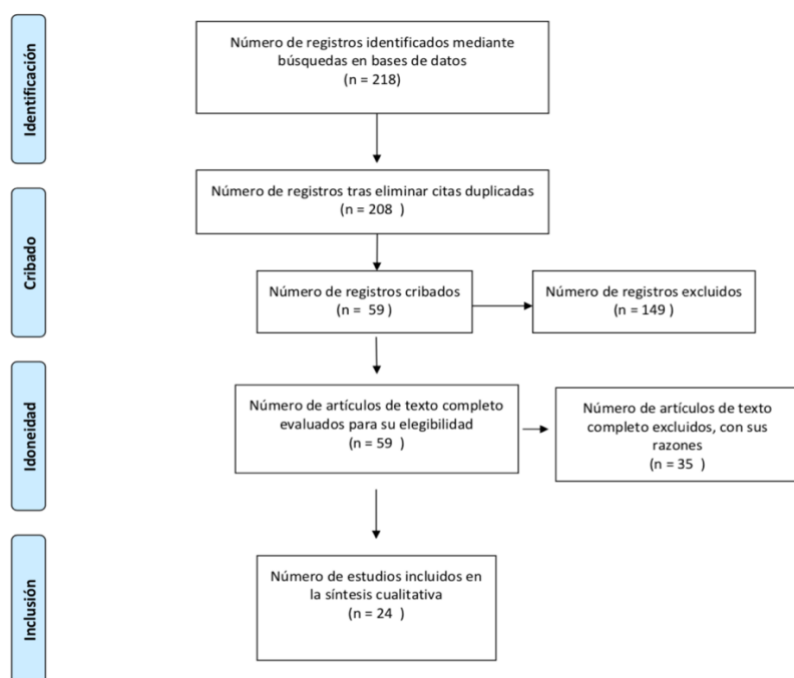 Identificación
Número de registros identificados mediante
búsquedas en bases de datos
(n = 218)
Cribado
Número de registros tras eliminar citas duplicadas
(n = 208 )
Número de registros cribados
(n = 59 )
Número de registros excluidos
(n = 149 )
Idoneidad
Número de artículos de texto completo
evaluados para su elegibilidad
(n = 59 )
Número de artículos de texto
completo excluidos, con sus
razones
(n = 35 )
Inclusión
Número de estudios incluidos en
la síntesis cualitativa
(n = 24 )